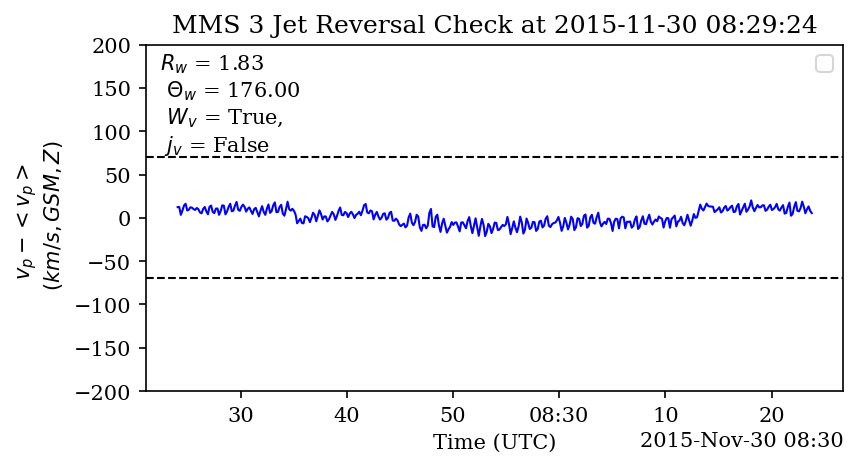 MMS 3 Jet Reversal Check at 2015-11-30 08:29:24
R_w = 1.83
Θ_w = 176.00
W_v = True,
j_v = False
v_p − < v_p >
(km/s, GSM, Z)
200
150
100
50
0
−50
−100
−150
−200
30 40 50 08:30 10 20
Time (UTC)
2015-Nov-30 08:30